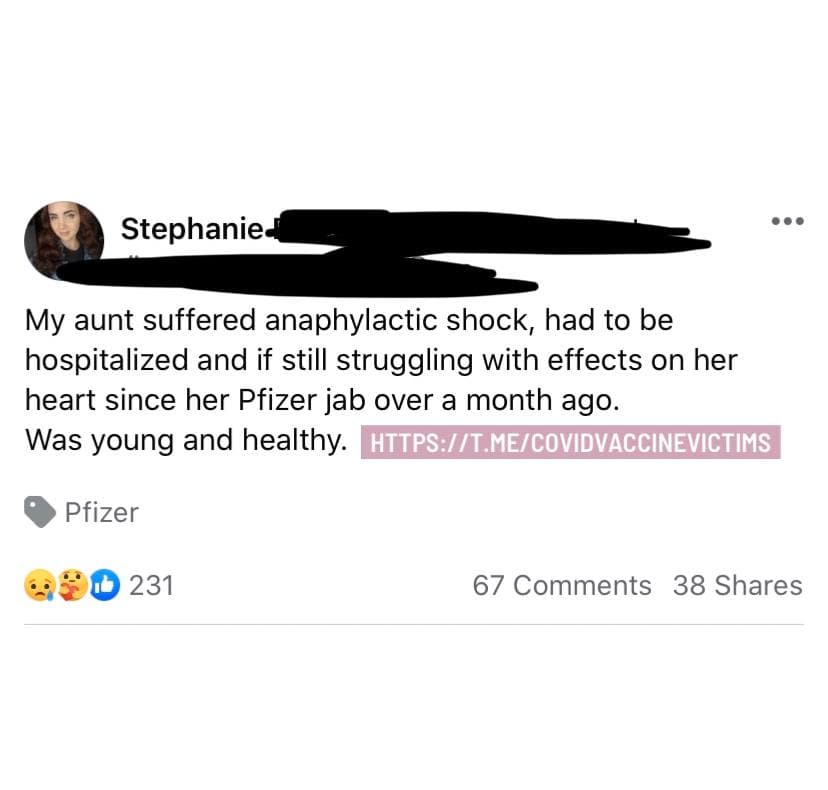 Stephanie
My aunt suffered anaphylactic shock, had to be
hospitalized and if still struggling with effects on her
heart since her Pfizer jab over a month ago.
Was young and healthy. HTTPS://T.ME/COVIDVACCINEVICTIMS
Pfizer
231 67 Comments 38 Shares